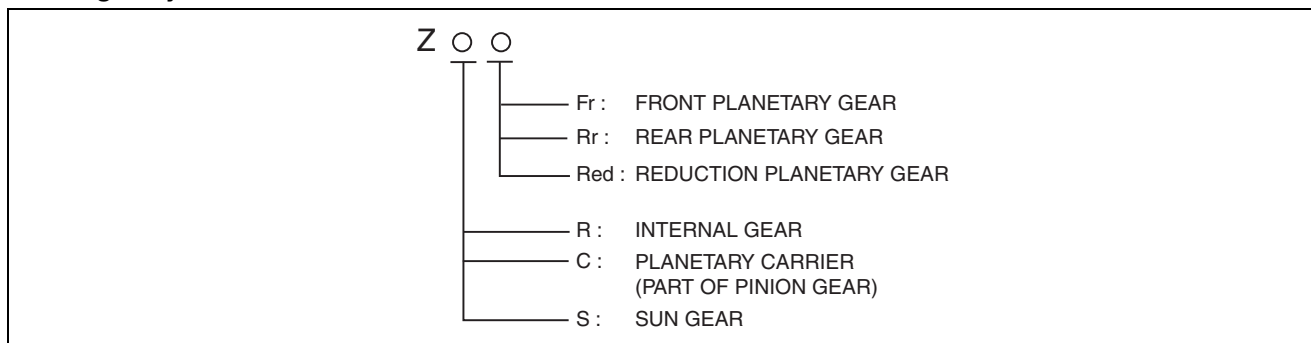 Z ○ ○
Fr : FRONT PLANETARY GEAR
Rr : REAR PLANETARY GEAR
Red : REDUCTION PLANETARY GEAR
R : INTERNAL GEAR
C : PLANETARY CARRIER
(PART OF PINION GEAR)
S : SUN GEAR